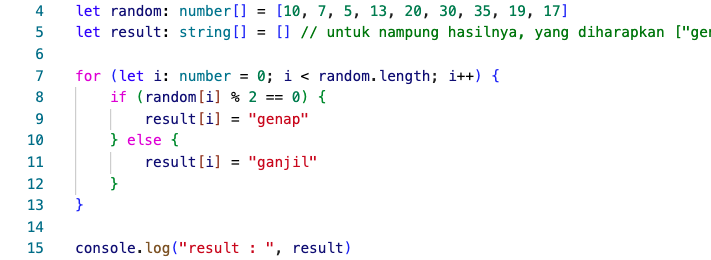 4 let random: number[] = [10, 7, 5, 13, 20, 30, 35, 19, 17]
5 let result: string[] = [] // untuk nampung hasilnya, yang diharapkan ["ge
6
7 for (let i: number = 0; i < random.length; i++) {
8 if (random[i] % 2 == 0) {
9 result[i] = "genap"
10 } else {
11 result[i] = "ganjil"
12 }
13 }
14
15 console.log("result : ", result)